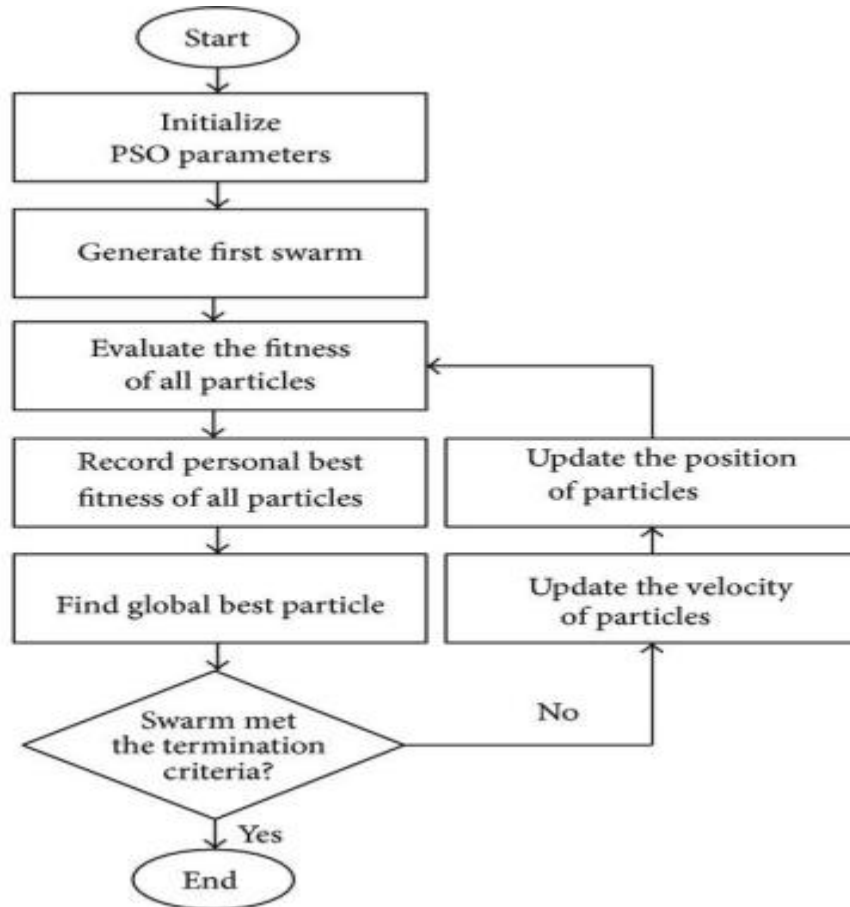 Start
Initialize
PSO parameters
Generate first swarm
Evaluate the fitness
of all particles
Record personal best
fitness of all particles
Find global best particle
Swarm met
the termination
criteria?
Yes
End
No
Update the velocity
of particles
Update the position
of particles